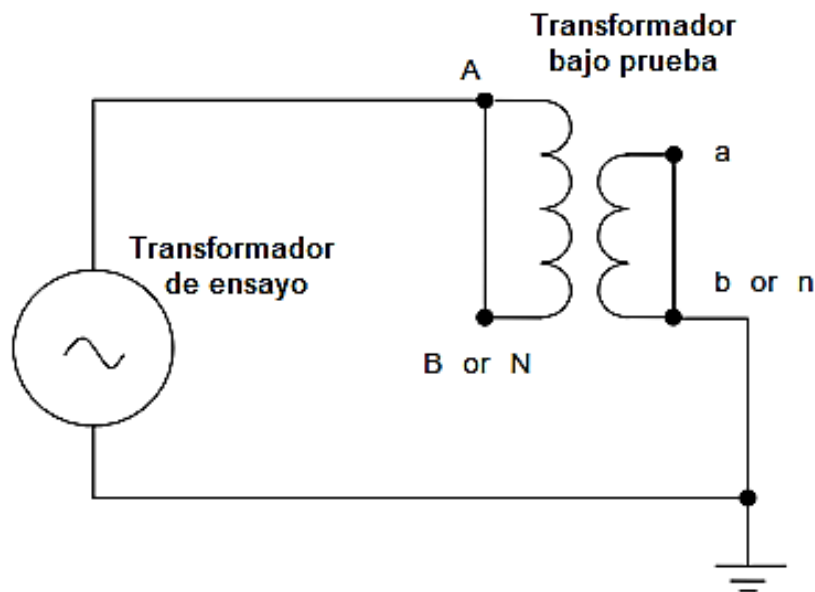 Transformador
bajo prueba
A
a
Transformador
de ensayo
b or n
B or N